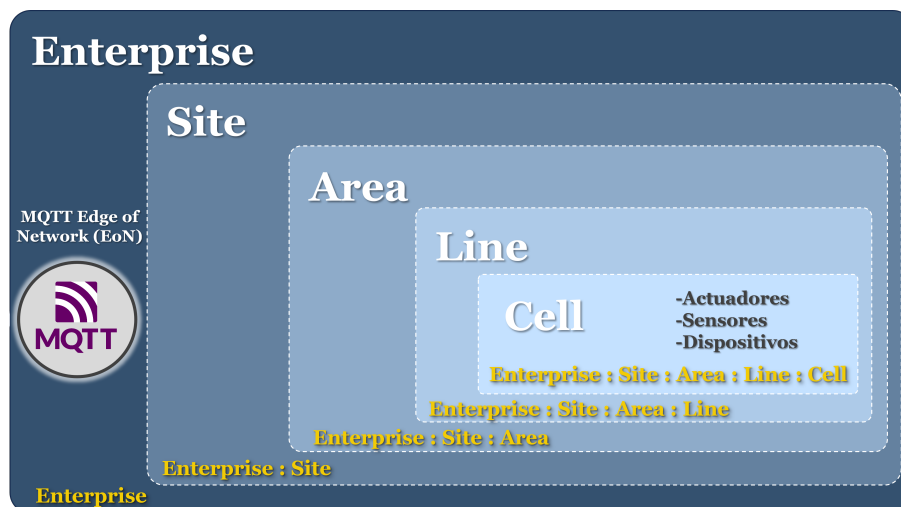 Enterprise
Site
Area
MQTT Edge of
Network (EoN)
Line
MQTT
Cell
-Actuadores
-Sensores
-Dispositivos
Enterprise : Site : Area : Line : Cell
Enterprise : Site : Area : Line
Enterprise : Site : Area
Enterprise : Site
Enterprise